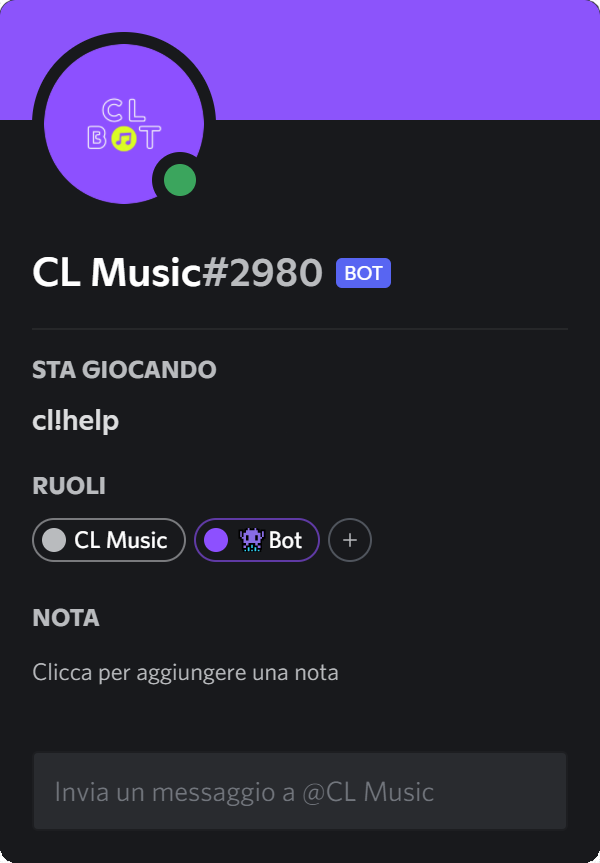 CL
BOT
CL Music#2980 BOT
STA GIOCANDO
cl!help
RUOLI
CL Music 👾Bot +
NOTA
Clicca per aggiungere una nota
Invia un messaggio a @CL Music